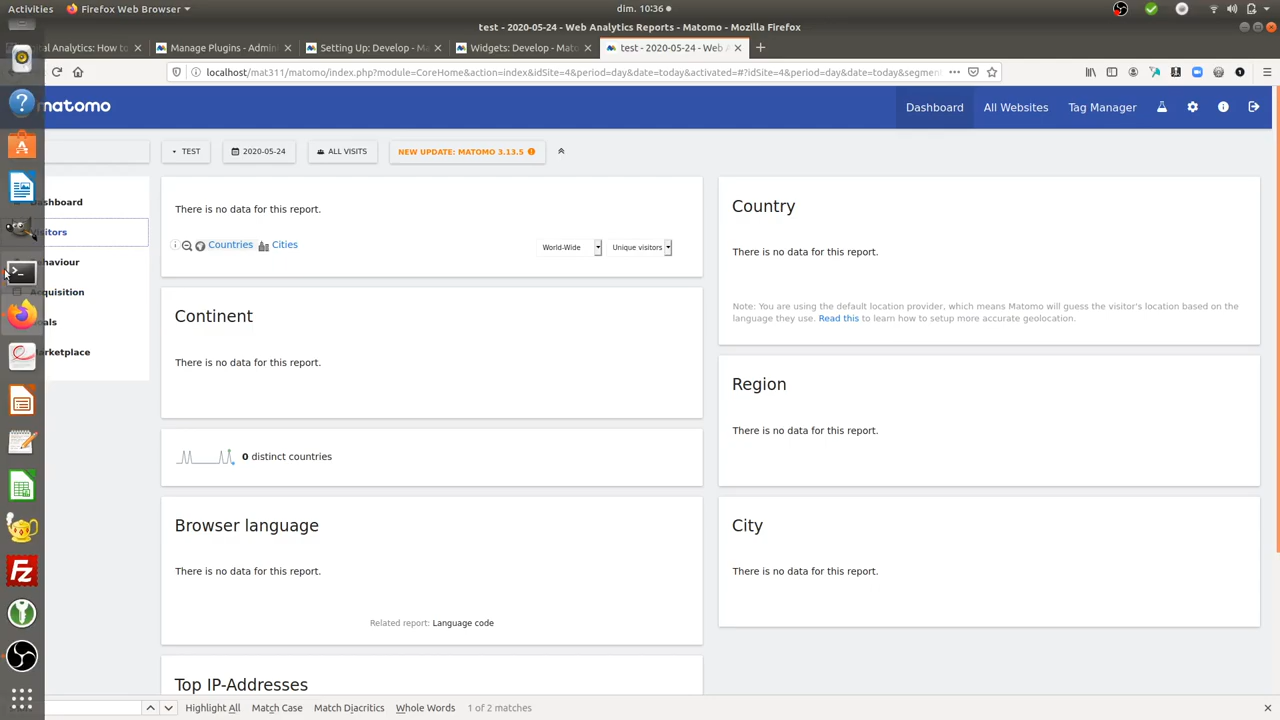 Activities
Firefox Web Browser
dim. 10:36
test - 2020-05-24 - Web Analytics Reports - Matomo - Mozilla Firefox
al Analytics: How to
Manage Plugins - Admin
Setting Up: Develop - M
Widgets: Develop - Mato
test - 2020-05-24 - Web A
localhost/mat311/matomo/index.php?module=CoreHome&action=index&idSite=4&period=day&date=today&activated=#?idSite=4&period=day&date=today&segmen
matomo
Dashboard
All Websites
Tag Manager
TEST
2020-05-24
ALL VISITS
NEW UPDATE: MATOMO 3.13.5
Dashboard
isitors
ehaviour
Acquisition
oals
arketplace
There is no data for this report.
Countries
Cities
World-Wide
Unique visitors
Continent
There is no data for this report.
0 distinct countries
Browser language
There is no data for this report.
Related report: Language code
Top IP-Addresses
Country
There is no data for this report.
Note: You are using the default location provider, which means Matomo will guess the visitor's location based on the
language they use. Read this to learn how to setup more accurate geolocation.
Region
There is no data for this report.
City
There is no data for this report.
Highlight All
Match Case
Match Diacritics
Whole Words
1 of 2 matches